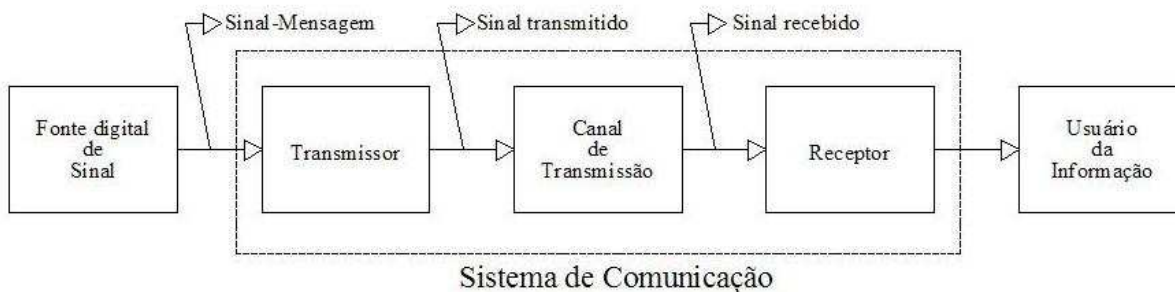 Sinal-Mensagem
Sinal transmitido
Sinal recebido
Fonte digital
de
Sinal
Transmissor
Canal
de
Transmissão
Receptor
Usuário
da
Informação
Sistema de Comunicação